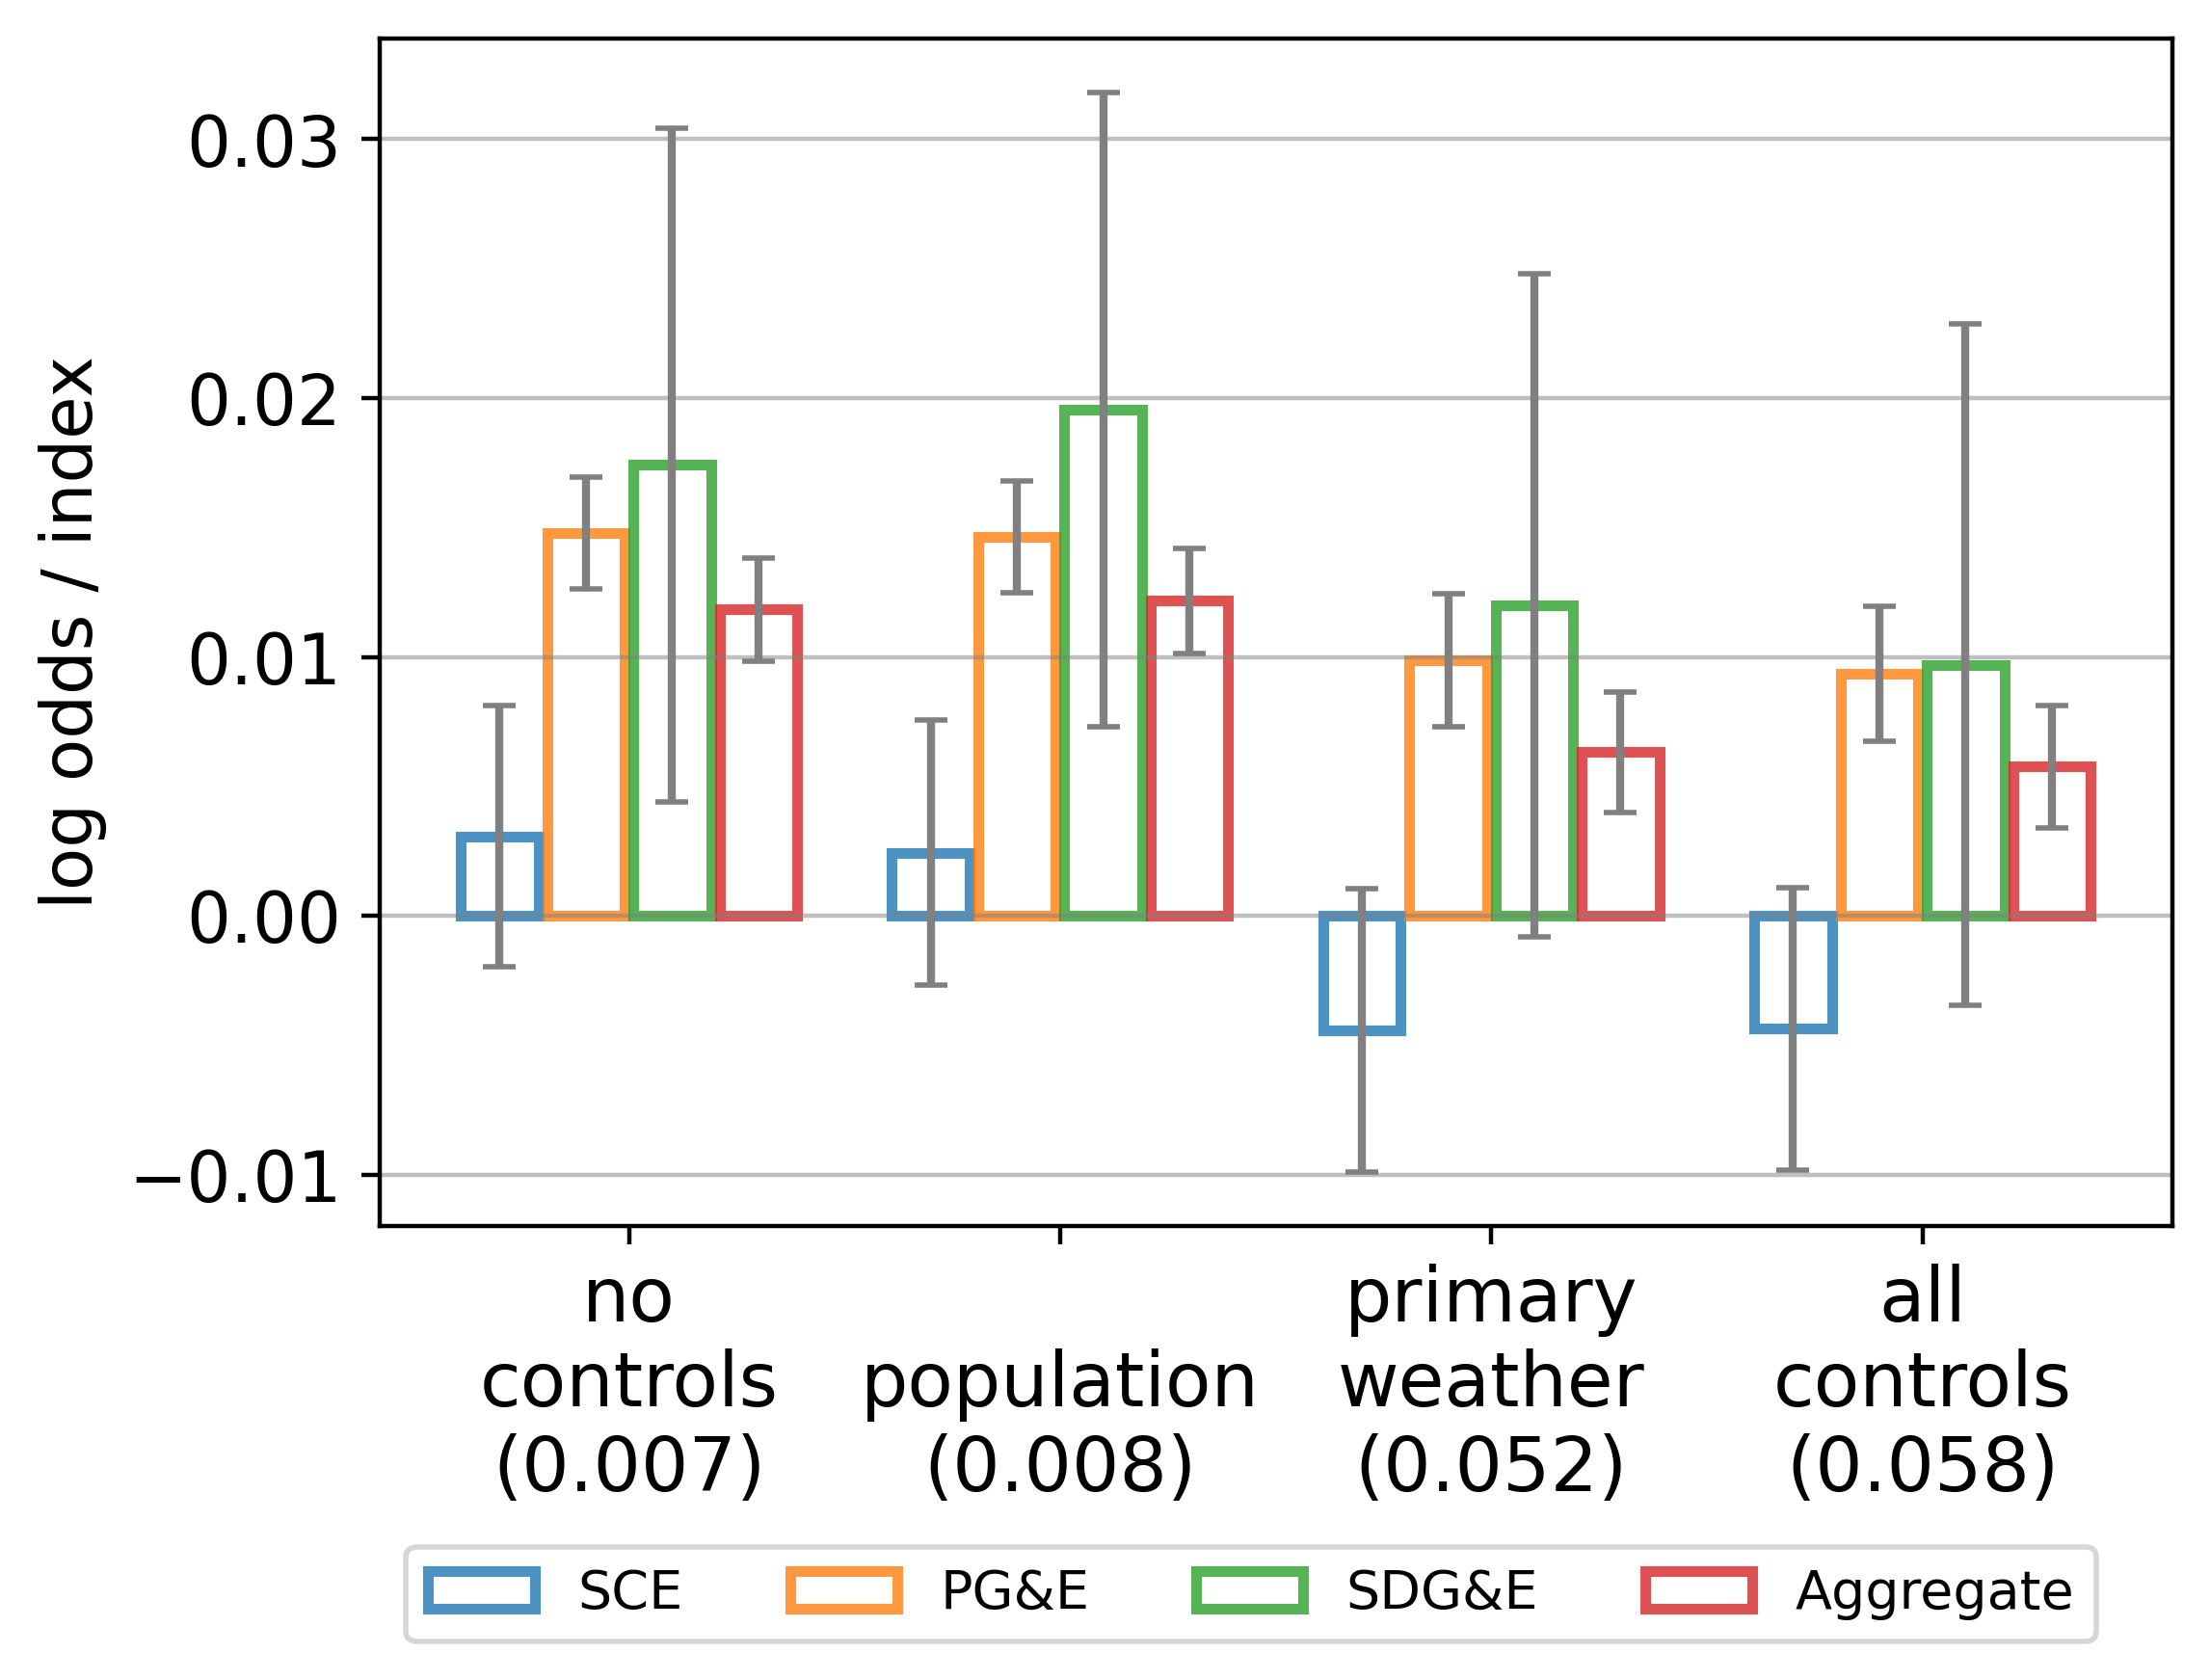 log odds / index
0.03
0.02
0.01
0.00
−0.01
no
controls
(0.007)
population
(0.008)
primary
weather
(0.052)
all
controls
(0.058)
SCE
PG&E
SDG&E
Aggregate